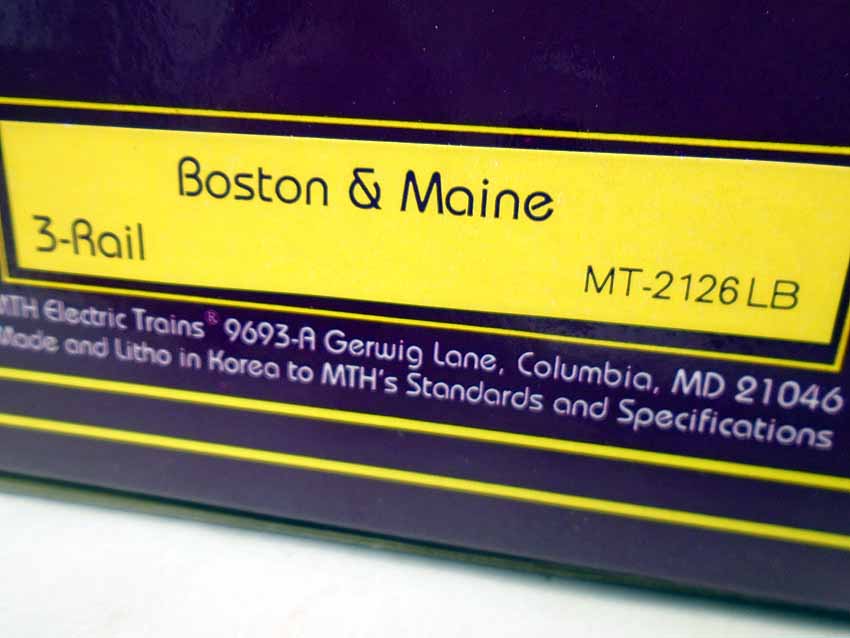 Boston & Maine
3-Rail
MT-2126LB
MTH Electric Trains® 9693-A Gerwig Lane, Columbia, MD 21046
Made and Litho in Korea to MTH's Standards and Specifications